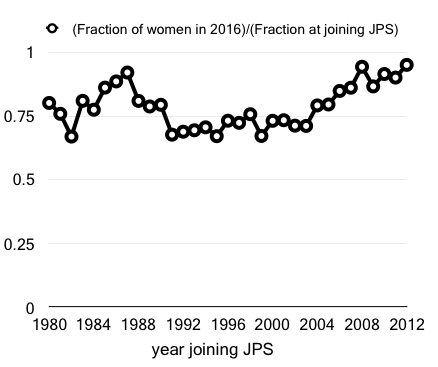 (Fraction of women in 2016)/(Fraction at joining JPS)
1
0.75
0.5
0.25
0
1980 1984 1988 1992 1996 2000 2004 2008 2012
year joining JPS